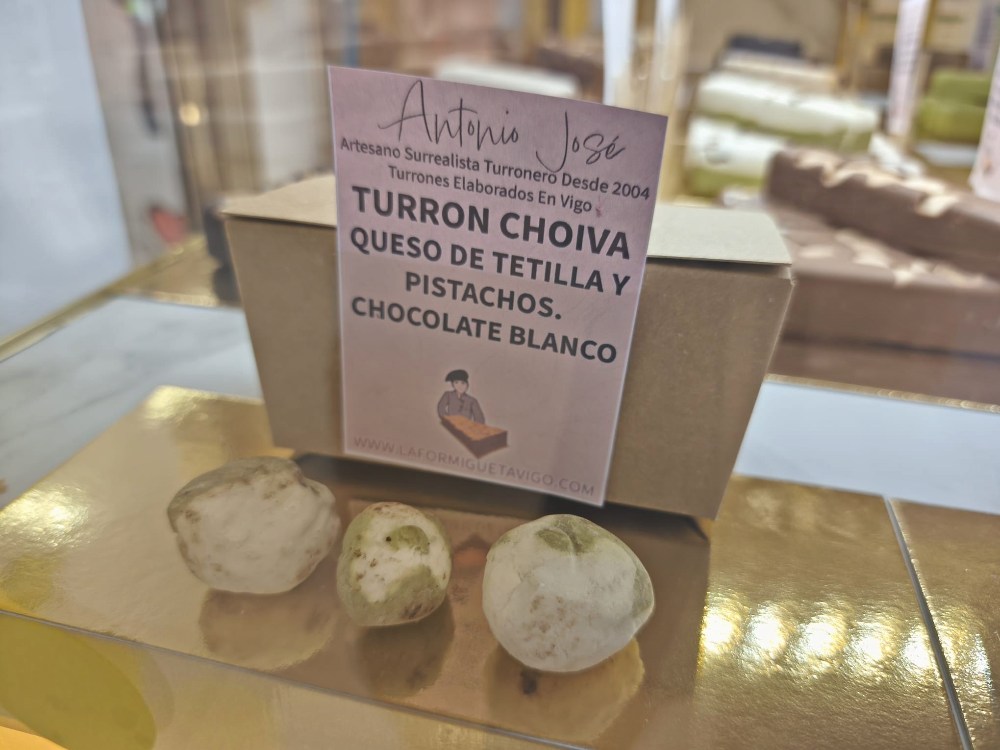 Antonio José
Artesano Surrealista Turronero Desde 2004
Turrones Elaborados En Vigo
TURRON CHOIVA
QUESO DE TETILLA Y
PISTACHOS.
CHOCOLATE BLANCO
WWW.LAFORMIGUETAVIGO.COM